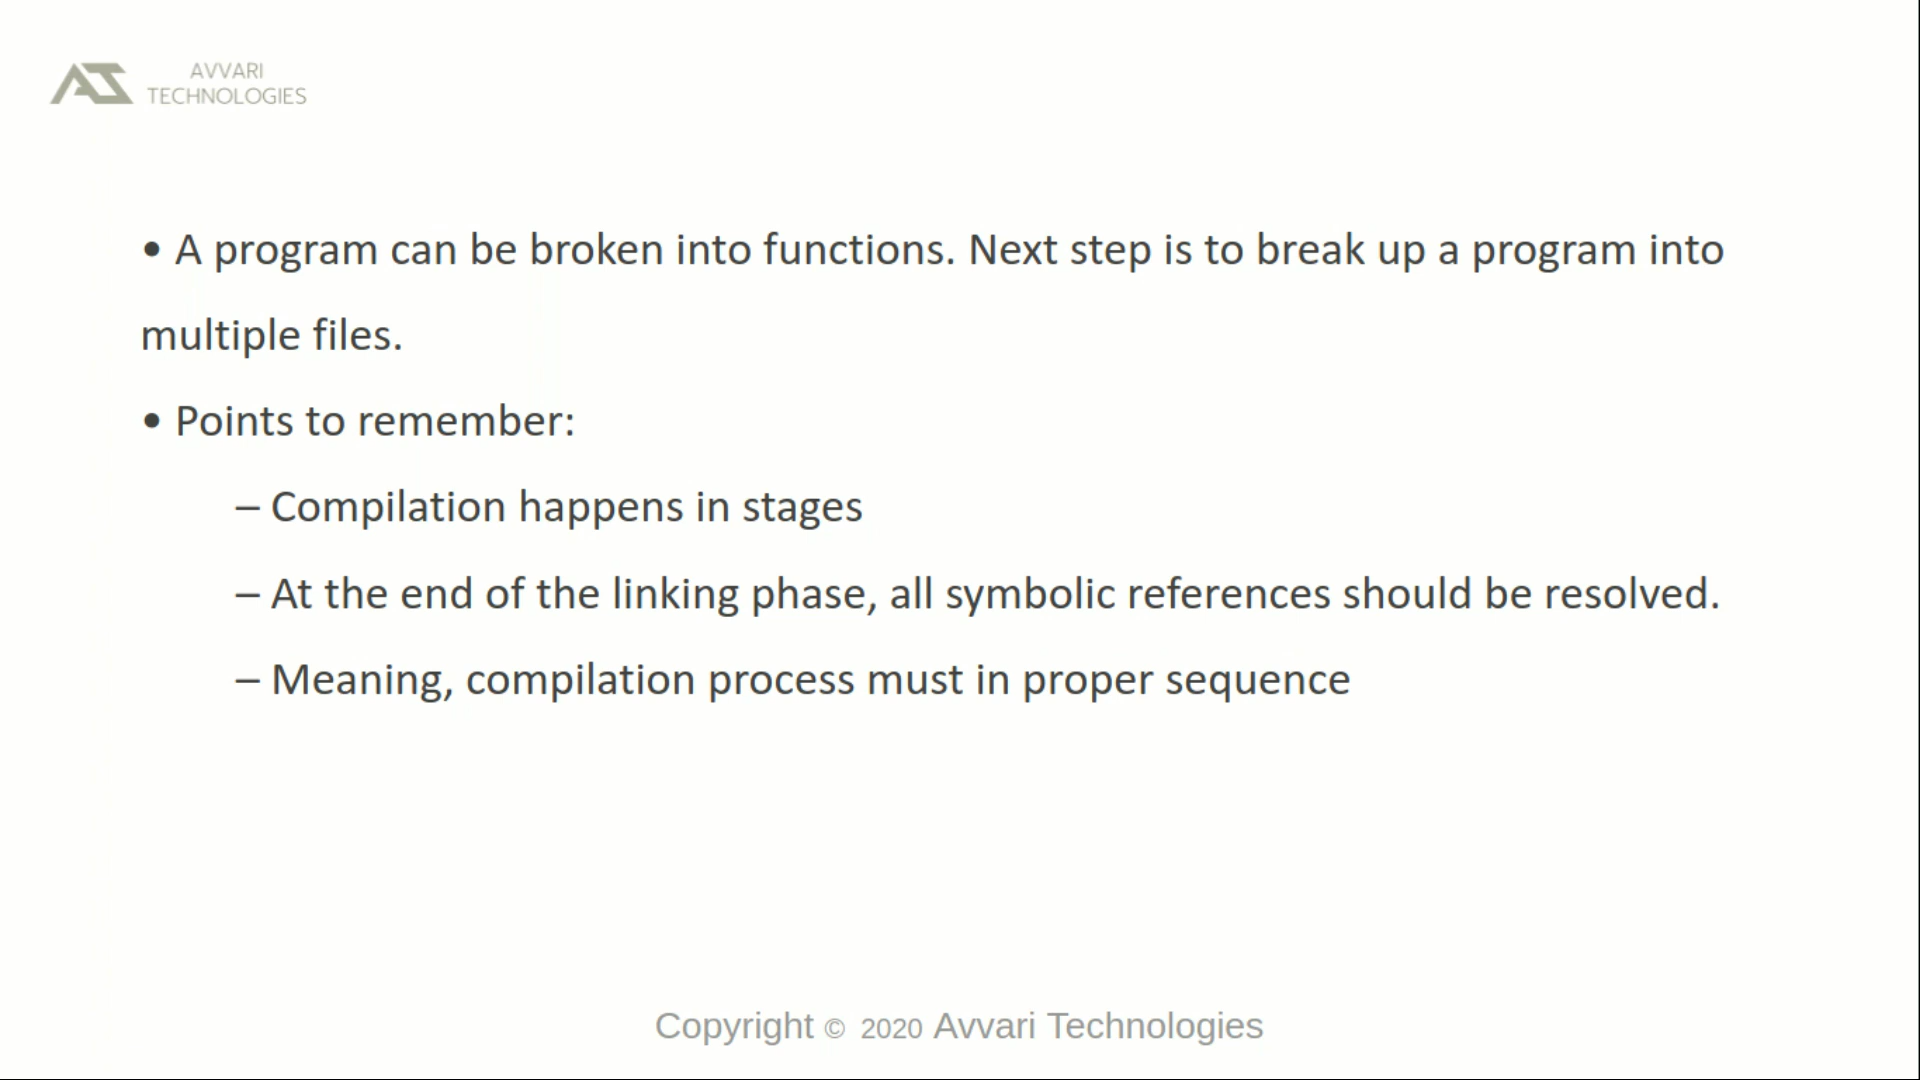 AVVARI
TECHNOLOGIES
• A program can be broken into functions. Next step is to break up a program into
multiple files.
• Points to remember:
– Compilation happens in stages
– At the end of the linking phase, all symbolic references should be resolved.
– Meaning, compilation process must in proper sequence
Copyright © 2020 Avvari Technologies